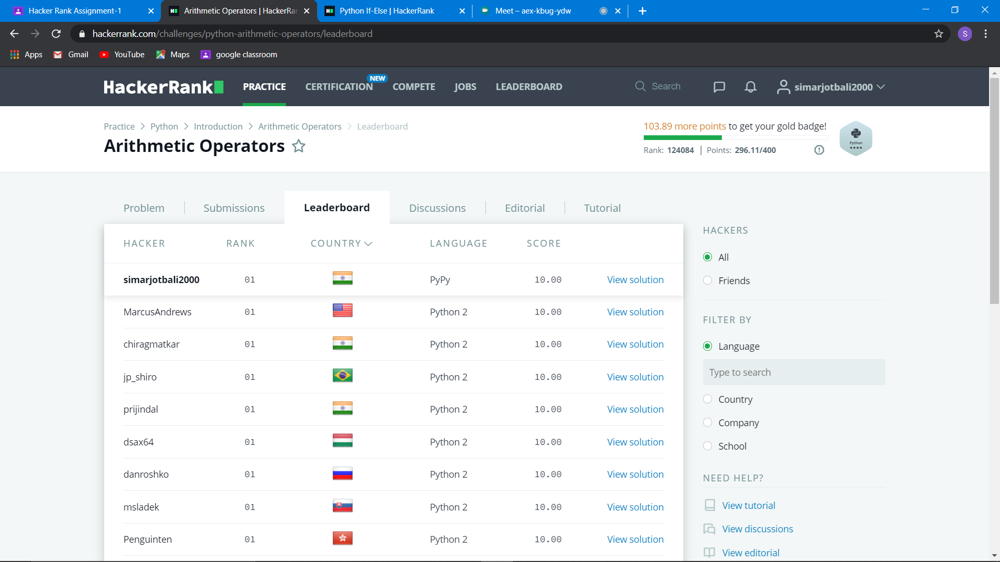 Hacker Rank Assignment-1
Arithmetic Operators | HackerRan
Python If-Else | HackerRank
Meet – aex-kbug-ydw
hackerrank.com/challenges/python-arithmetic-operators/leaderboard
S
Apps
Gmail
YouTube
Maps
google classroom
HackerRank
PRACTICE
CERTIFICATION
NEW
COMPETE
JOBS
LEADERBOARD
Search
simarjotbali2000
Practice > Python > Introduction > Arithmetic Operators > Leaderboard
Arithmetic Operators
103.89 more points to get your gold badge!
Rank: 124084 | Points: 296.11/400
Python
Problem
Submissions
Leaderboard
Discussions
Editorial
Tutorial
HACKER RANK COUNTRY LANGUAGE SCORE
simarjotbali2000 01 PyPy 10.00 View solution
MarcusAndrews 01 Python 2 10.00 View solution
chiragmatkar 01 Python 2 10.00 View solution
jp_shiro 01 Python 2 10.00 View solution
prijindal 01 Python 2 10.00 View solution
dsax64 01 Python 2 10.00 View solution
danroshko 01 Python 2 10.00 View solution
msladek 01 Python 2 10.00 View solution
Penguinten 01 Python 2 10.00 View solution
HACKERS
All
Friends
FILTER BY
Language
Type to search
Country
Company
School
NEED HELP?
View tutorial
View discussions
View editorial